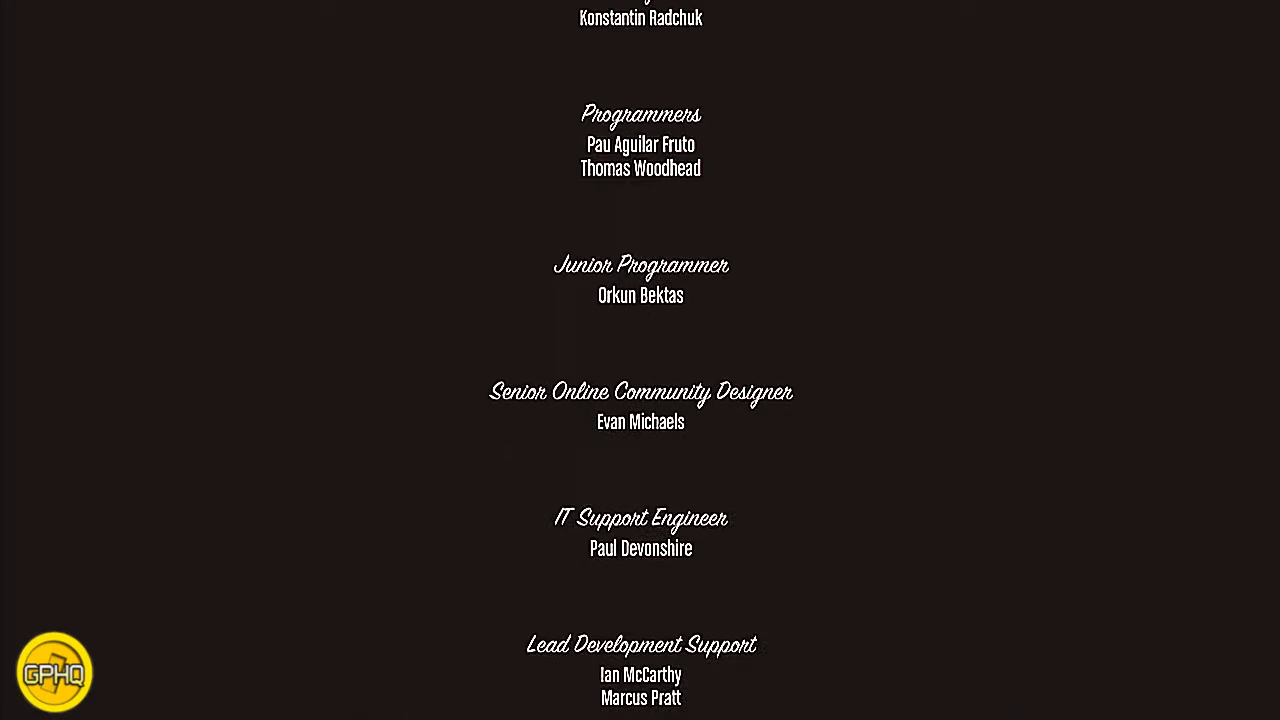 Konstantin Radchuk
Programmers
Pau Aguilar Fruto
Thomas Woodhead
Junior Programmer
Orkun Bektas
Senior Online Community Designer
Evan Michaels
IT Support Engineer
Paul Devonshire
Lead Development Support
Ian McCarthy
Marcus Pratt
GPHQ